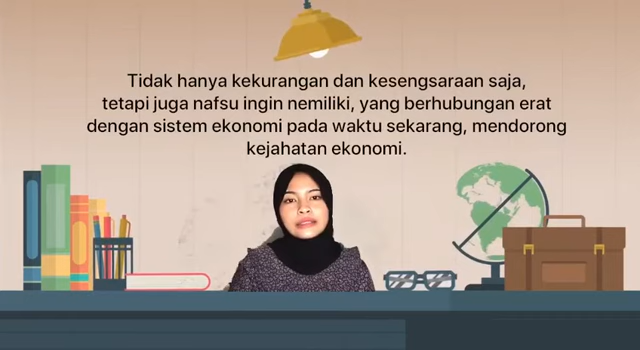 Tidak hanya kekurangan dan kesengsaraan saja,
tetapi juga nafsu ingin nemiliki, yang berhubungan erat
dengan sistem ekonomi pada waktu sekarang, mendorong
kejahatan ekonomi.